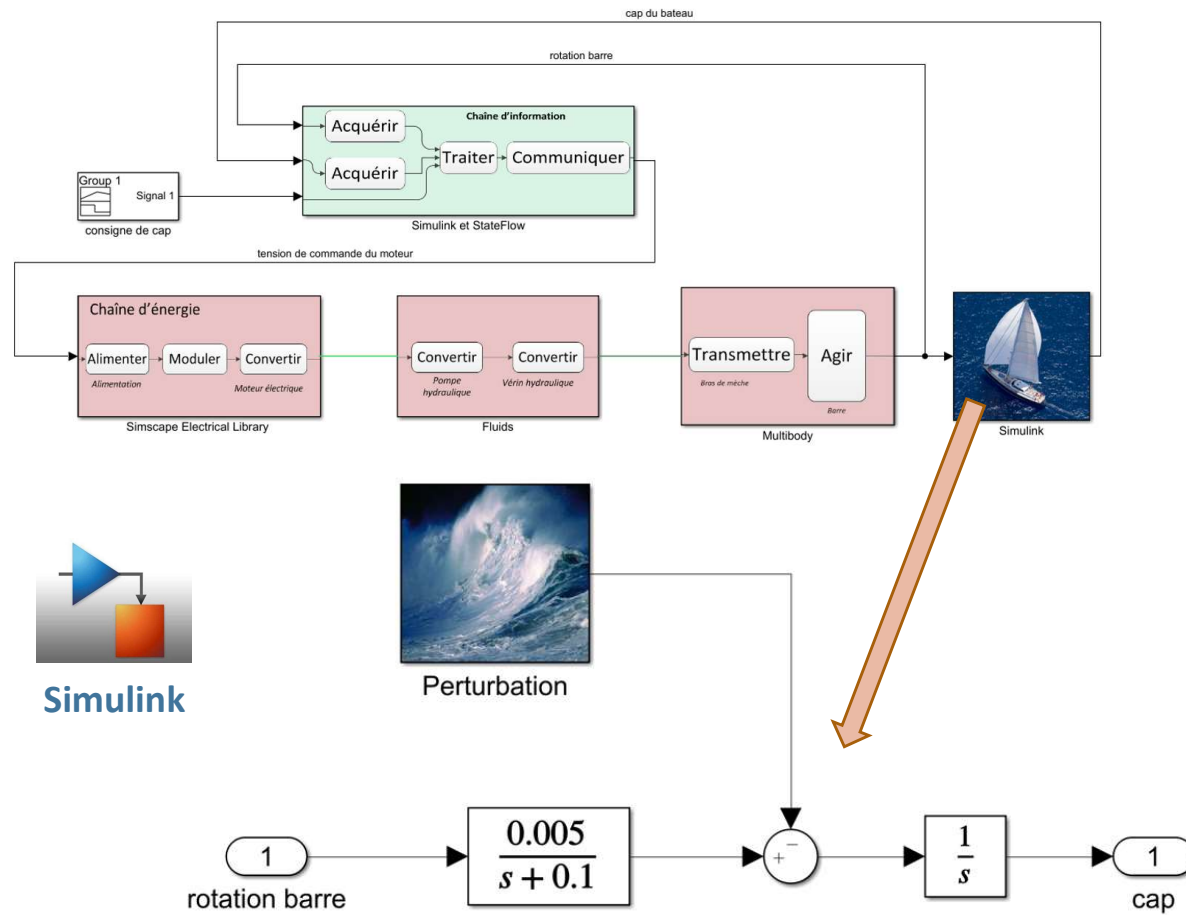 cap du bateau
rotation barre
Chaîne d'information
Acquérir
Acquérir
Traiter
Communiquer
Group 1
Signal 1
consigne de cap
Simulink et StateFlow
tension de commande du moteur
Chaîne d'énergie
Alimenter
Moduler
Convertir
Alimentation
Moteur électrique
Simscape Electrical Library
Convertir
Convertir
Pompe
hydraulique
Vérin hydraulique
Fluids
Transmettre
Agir
Bras de mèche
Barre
Multibody
Simulink
Simulink
Perturbation
1
rotation barre
0.005
s + 0.1
+ −
1
s
1
cap